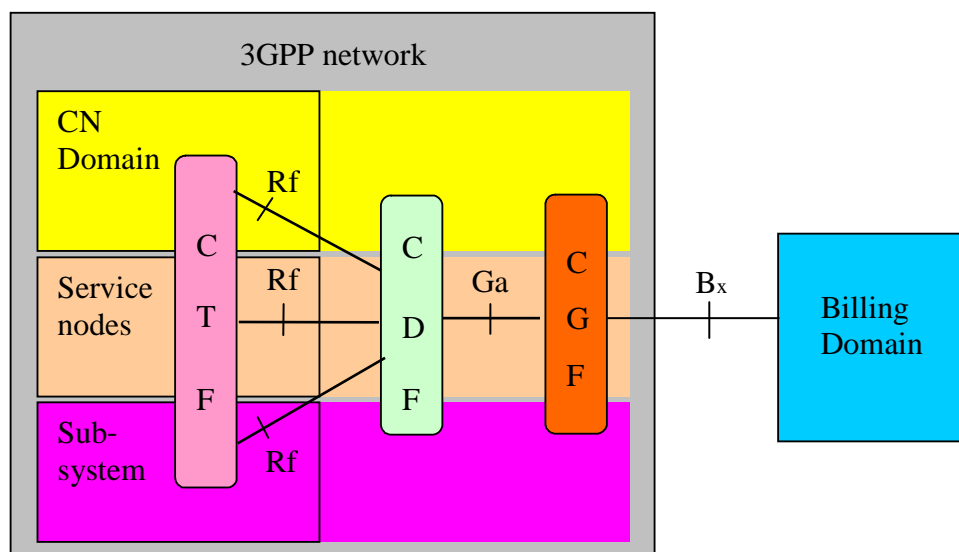 3GPP network
CN
Domain
Rf
C
T
F
Service
nodes
Rf
Sub-
system
Rf
C
D
F
Ga
C
G
F
Bx
Billing
Domain